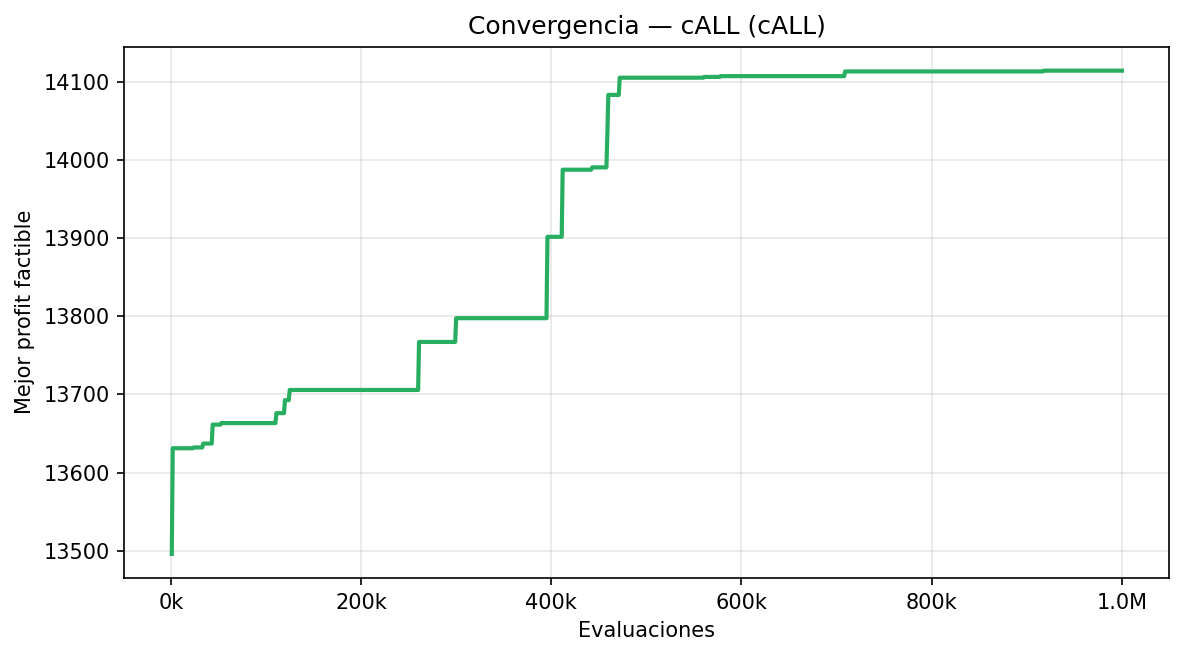 Convergencia — cALL (cALL)
Mejor profit factible
14100
14000
13900
13800
13700
13600
13500
0k 200k 400k 600k 800k 1.0M
Evaluaciones